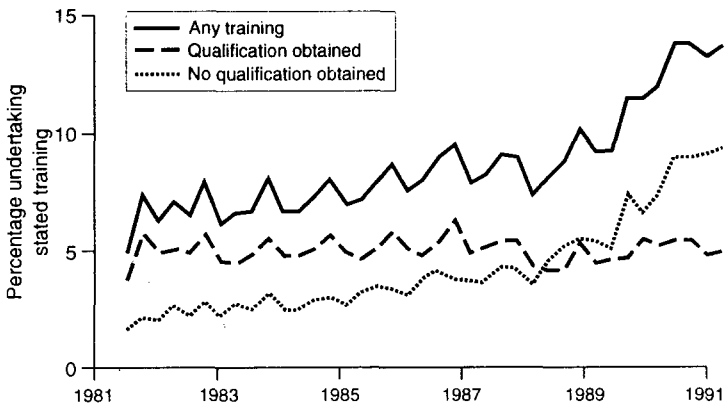 15
Any training
Qualification obtained
No qualification obtained
10
5
0
Percentage undertaking
stated training
1981
1983
1985
1987
1989
1991